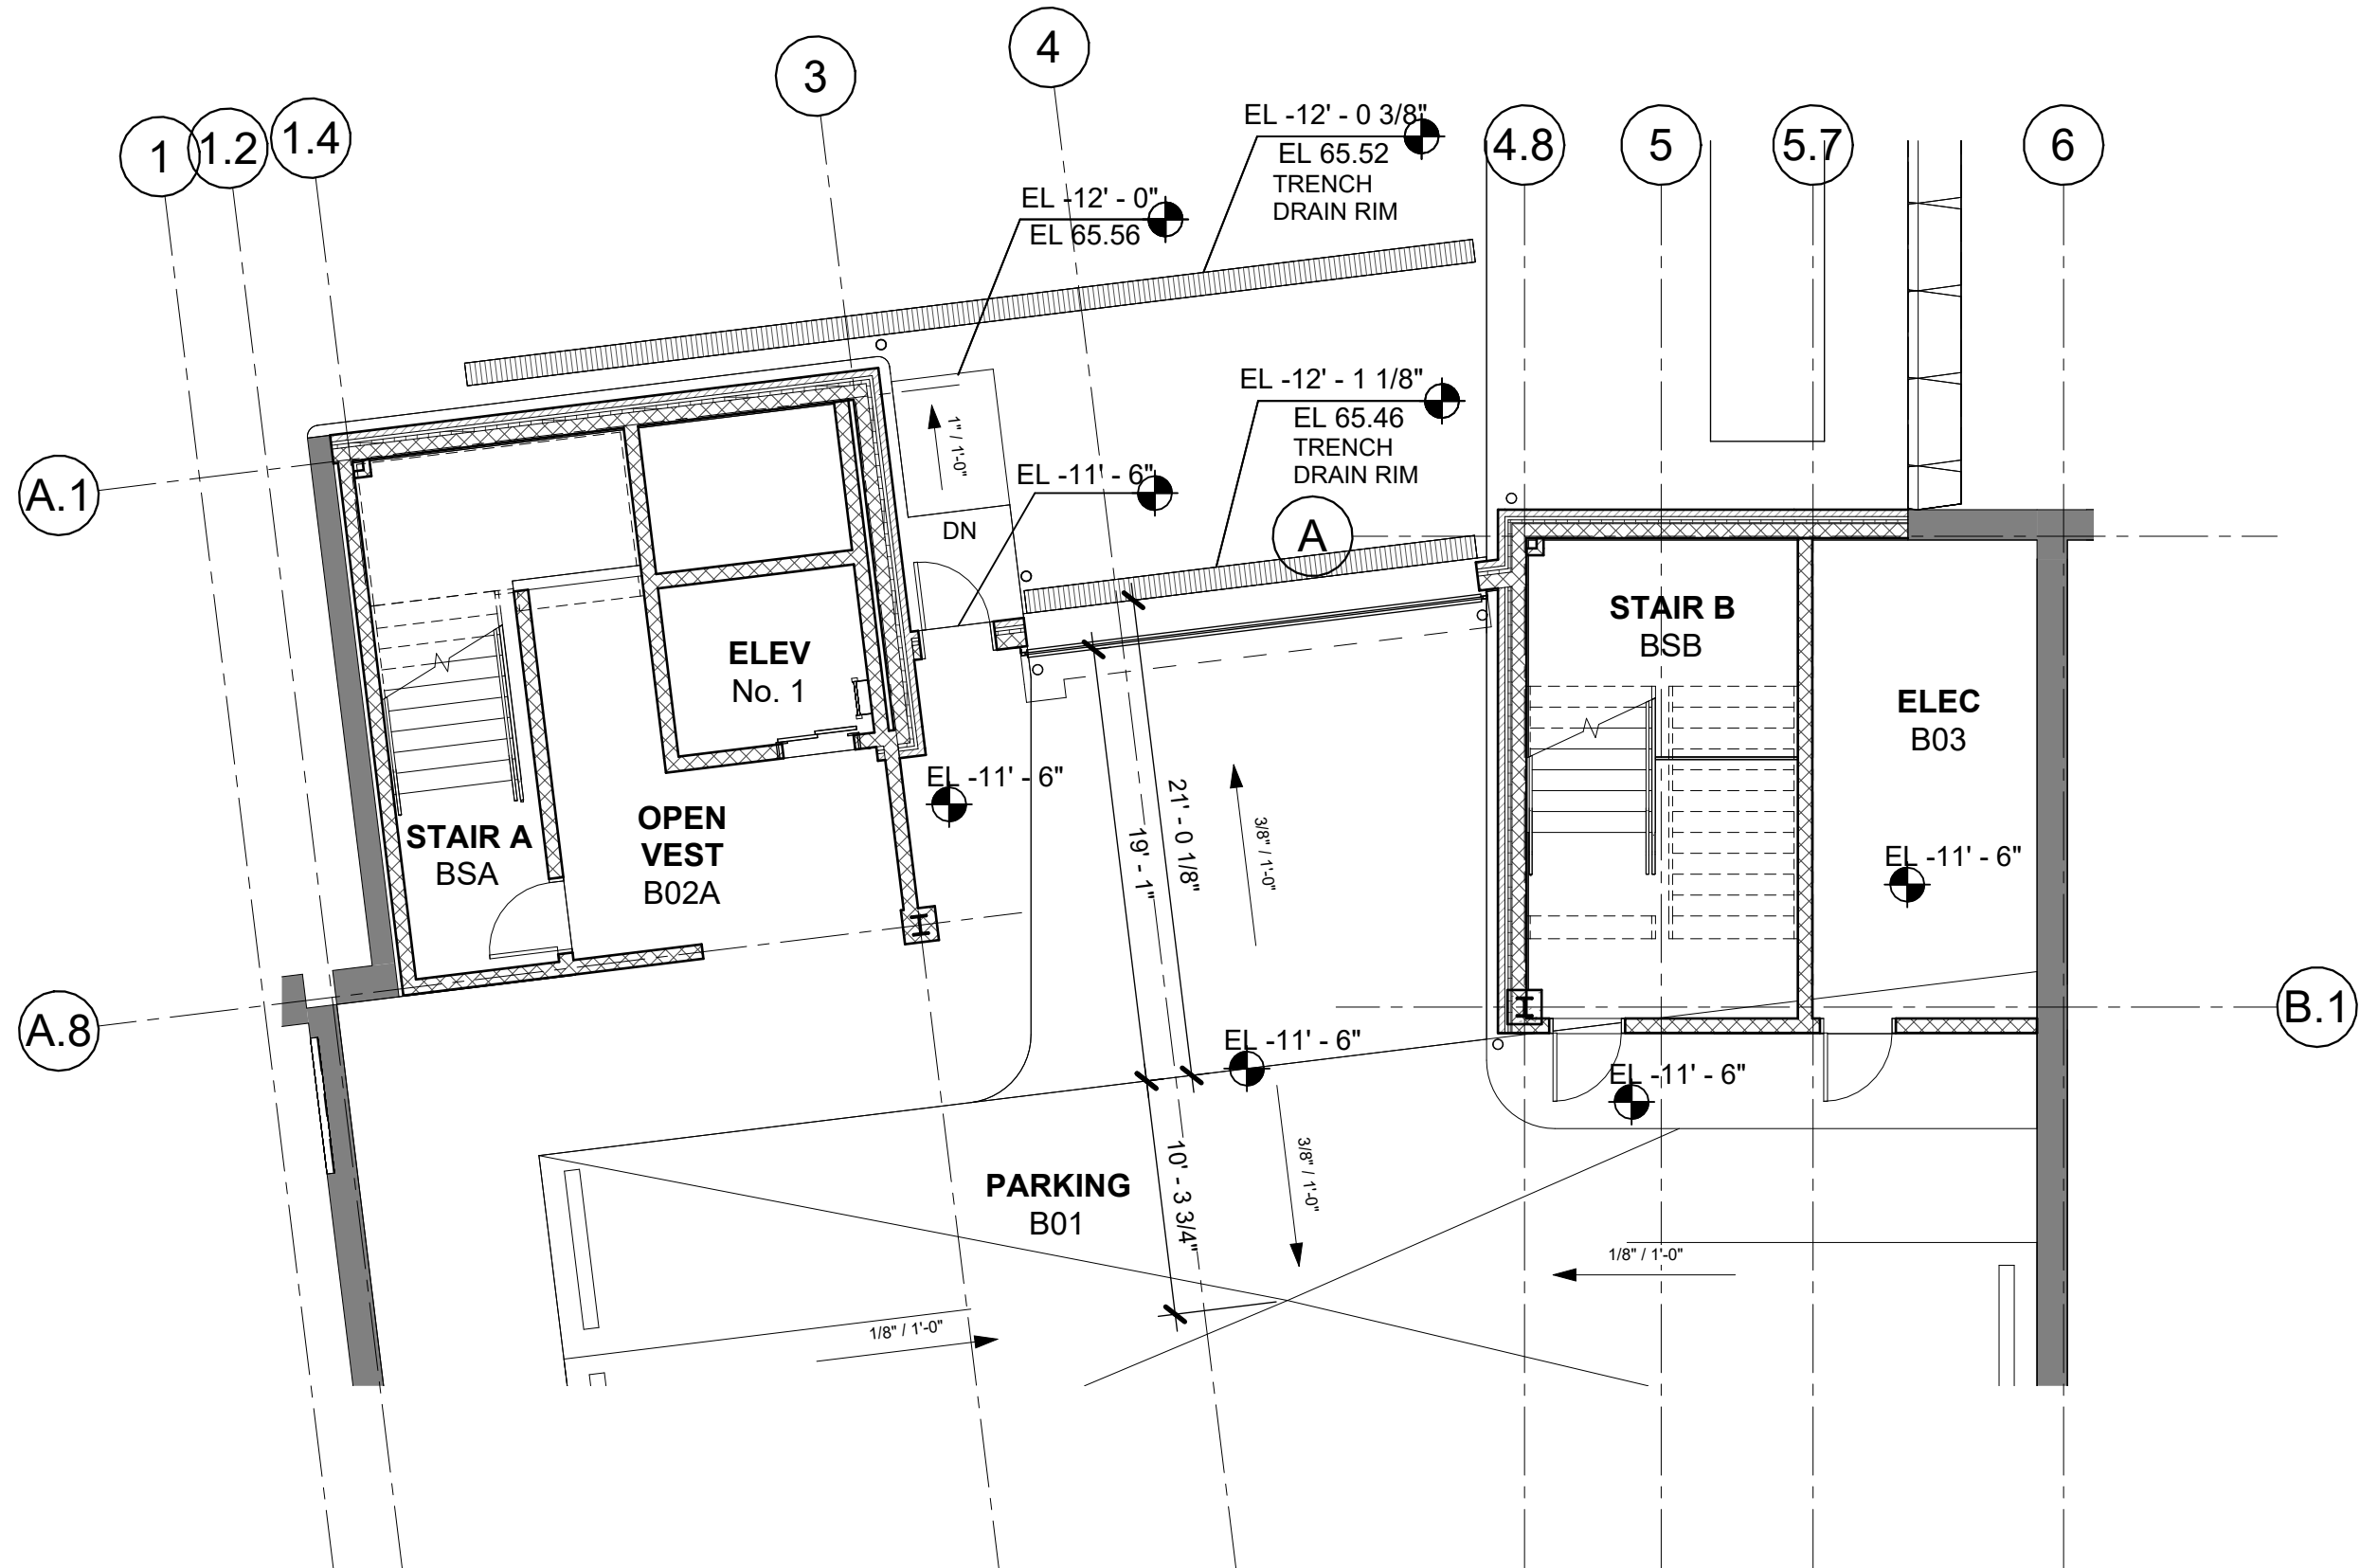 1
1.2
1.4
3
4
4.8
5
5.7
6
EL -12' - 0 3/8"
EL 65.52
TRENCH
DRAIN RIM
EL -12' - 0"
EL 65.56
EL -12' - 1 1/8"
EL 65.46
TRENCH
DRAIN RIM
1" / 1'-0"
EL -11' - 6"
DN
A.1
A
STAIR B
BSB
ELEV
No. 1
ELEC
B03
EL -11' - 6"
OPEN
VEST
B02A
STAIR A
BSA
21' - 0 1/8"
19' - 1"
3/8" / 1'-0"
EL -11' - 6"
A.8
B.1
EL -11' - 6"
EL -11' - 6"
PARKING
B01
10' - 3 3/4"
3/8" / 1'-0"
1/8" / 1'-0"
1/8" / 1'-0"